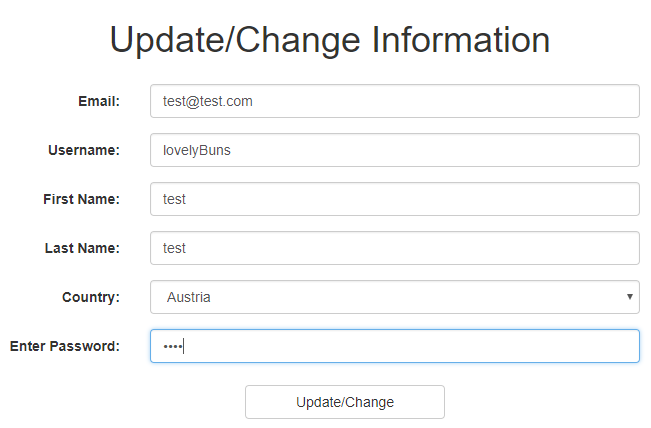 Update/Change Information
Email: test@test.com
Username: lovelyBuns
First Name: test
Last Name: test
Country: Austria
Enter Password: ••••
Update/Change